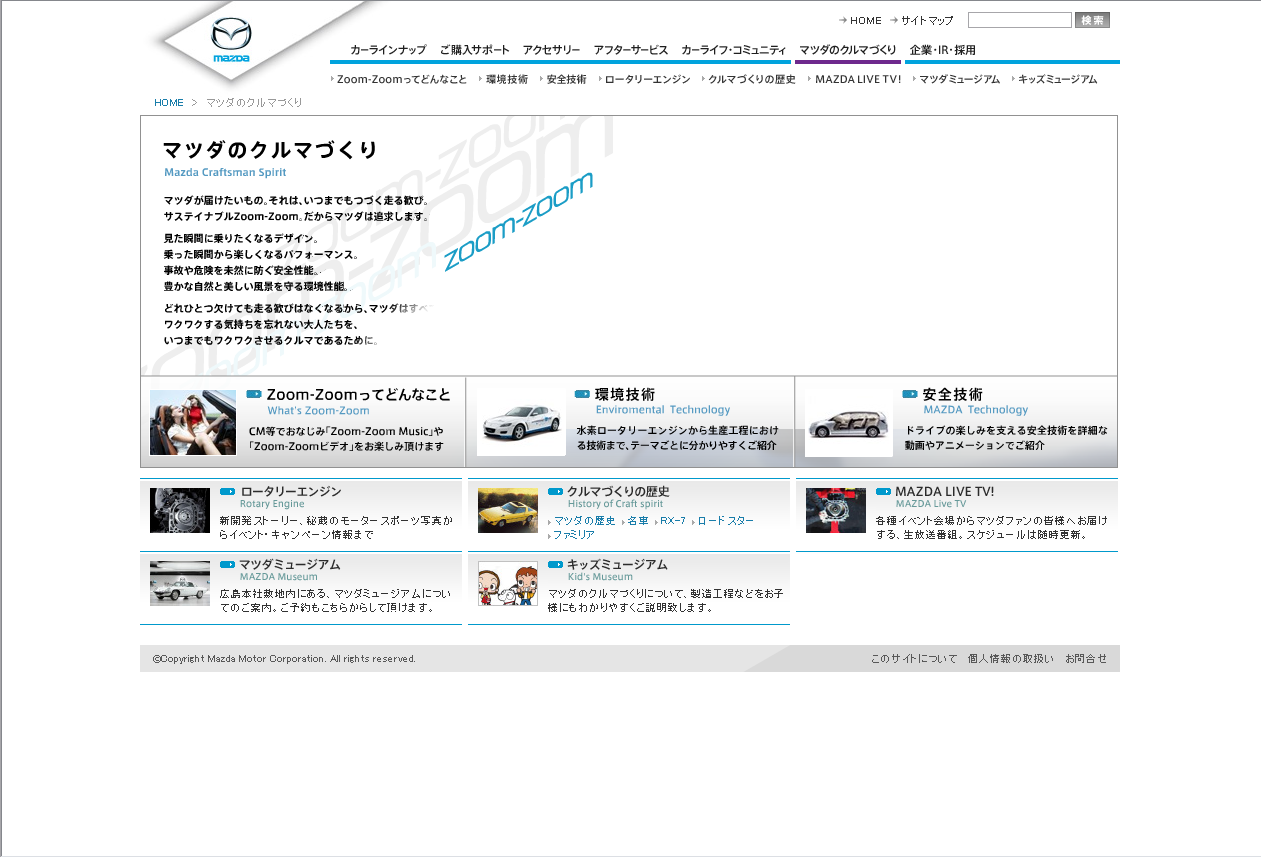 mazda
HOME サイトマップ 検索
カーラインナップ ご購入サポート アクセサリー アフターサービス カーライフ・コミュニティ マツダのクルマづくり 企業・IR・採用
Zoom-Zoomってどんなこと 環境技術 安全技術 ロータリーエンジン クルマづくりの歴史 MAZDA LIVE TV! マツダミュージアム キッズミュージアム
HOME > マツダのクルマづくり
マツダのクルマづくり
Mazda Craftsman Spirit
マツダが届けたいもの。それは、いつまでもつづく走る歓び。
サステイナブルZoom-Zoom。だからマツダは追求します。
見た瞬間に乗りたくなるデザイン。
乗った瞬間から楽しくなるパフォーマンス。
事故や危険を未然に防ぐ安全性能。
豊かな自然と美しい風景を守る環境性能。
どれひとつ欠けても走る歓びはなくなるから、マツダはすべ
ワクワクする気持ちを忘れない大人たちを、
いつまでもワクワクさせるクルマであるために。
zoom-zoom
Zoom-Zoomってどんなこと
What's Zoom-Zoom
CM等でおなじみ「Zoom-Zoom Music」や
「Zoom-Zoomビデオ」をお楽しみ頂けます
環境技術
Enviromental Technology
水素ロータリーエンジンから生産工程におけ
る技術まで、テーマごとに分かりやすくご紹介
安全技術
MAZDA Technology
ドライブの楽しみを支える安全技術を詳細な
動画やアニメーションでご紹介
ロータリーエンジン
Rotary Engine
新開発ストーリー、秘蔵のモータースポーツ写真か
らイベント・キャンペーン情報まで
クルマづくりの歴史
History of Craft spirit
マツダの歴史 名車 RX-7 ロードスター
ファミリア
MAZDA LIVE TV!
MAZDA Live TV
各種イベント会場からマツダファンの皆様へお届け
する、生放送番組。スケジュールは随時更新。
マツダミュージアム
MAZDA Museum
広島本社敷地内にある、マツダミュージアムについ
てのご案内。ご予約もこちらからして頂けます。
キッズミュージアム
Kid's Museum
マツダのクルマづくりについて、製造工程などをお子
様にもわかりやすくご説明致します。
©Copyright Mazda Motor Corporation. All rights reserved.
このサイトについて 個人情報の取扱い お問合せ